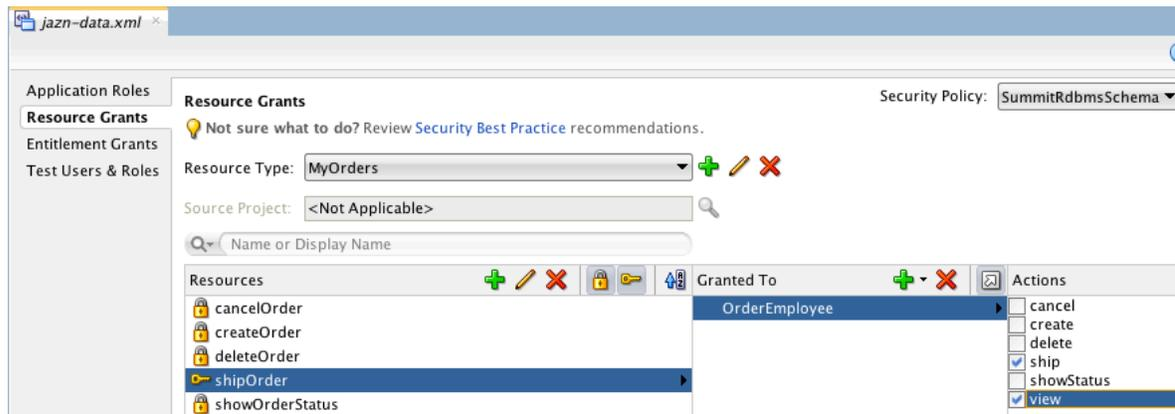 jazn-data.xml
Application Roles
Resource Grants
Entitlement Grants
Test Users & Roles
Resource Grants
Security Policy: SummitRdbmsSchema
Not sure what to do? Review Security Best Practice recommendations.
Resource Type: MyOrders
Source Project: <Not Applicable>
Name or Display Name
Resources
cancelOrder
createOrder
deleteOrder
shipOrder
showOrderStatus
Granted To
OrderEmployee
Actions
cancel
create
delete
ship
showStatus
view